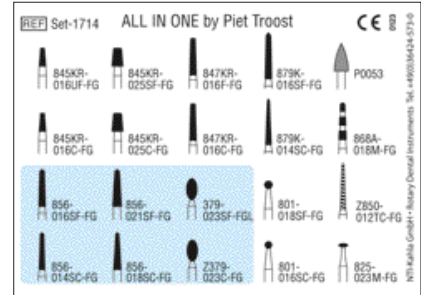 REF Set-1714 ALL IN ONE by Piet Troost CE 0123
845KR-
016UF-FG
845KR-
025SF-FG
847KR-
016F-FG
879K-
016SF-FG
P0053
845KR-
016C-FG
845KR-
025C-FG
847KR-
016C-FG
879K-
014SC-FG
868A-
018M-FG
856-
016SF-FG
856-
021SF-FG
379-
023SF-FGL
801-
018SF-FG
Z850-
012TC-FG
856-
014SC-FG
856-
018SC-FG
Z379-
023C-FG
801-
016SC-FG
825-
023M-FG
NTI-Kahla GmbH • Rotary Dental Instruments Tel. +49(0)36424-573-0